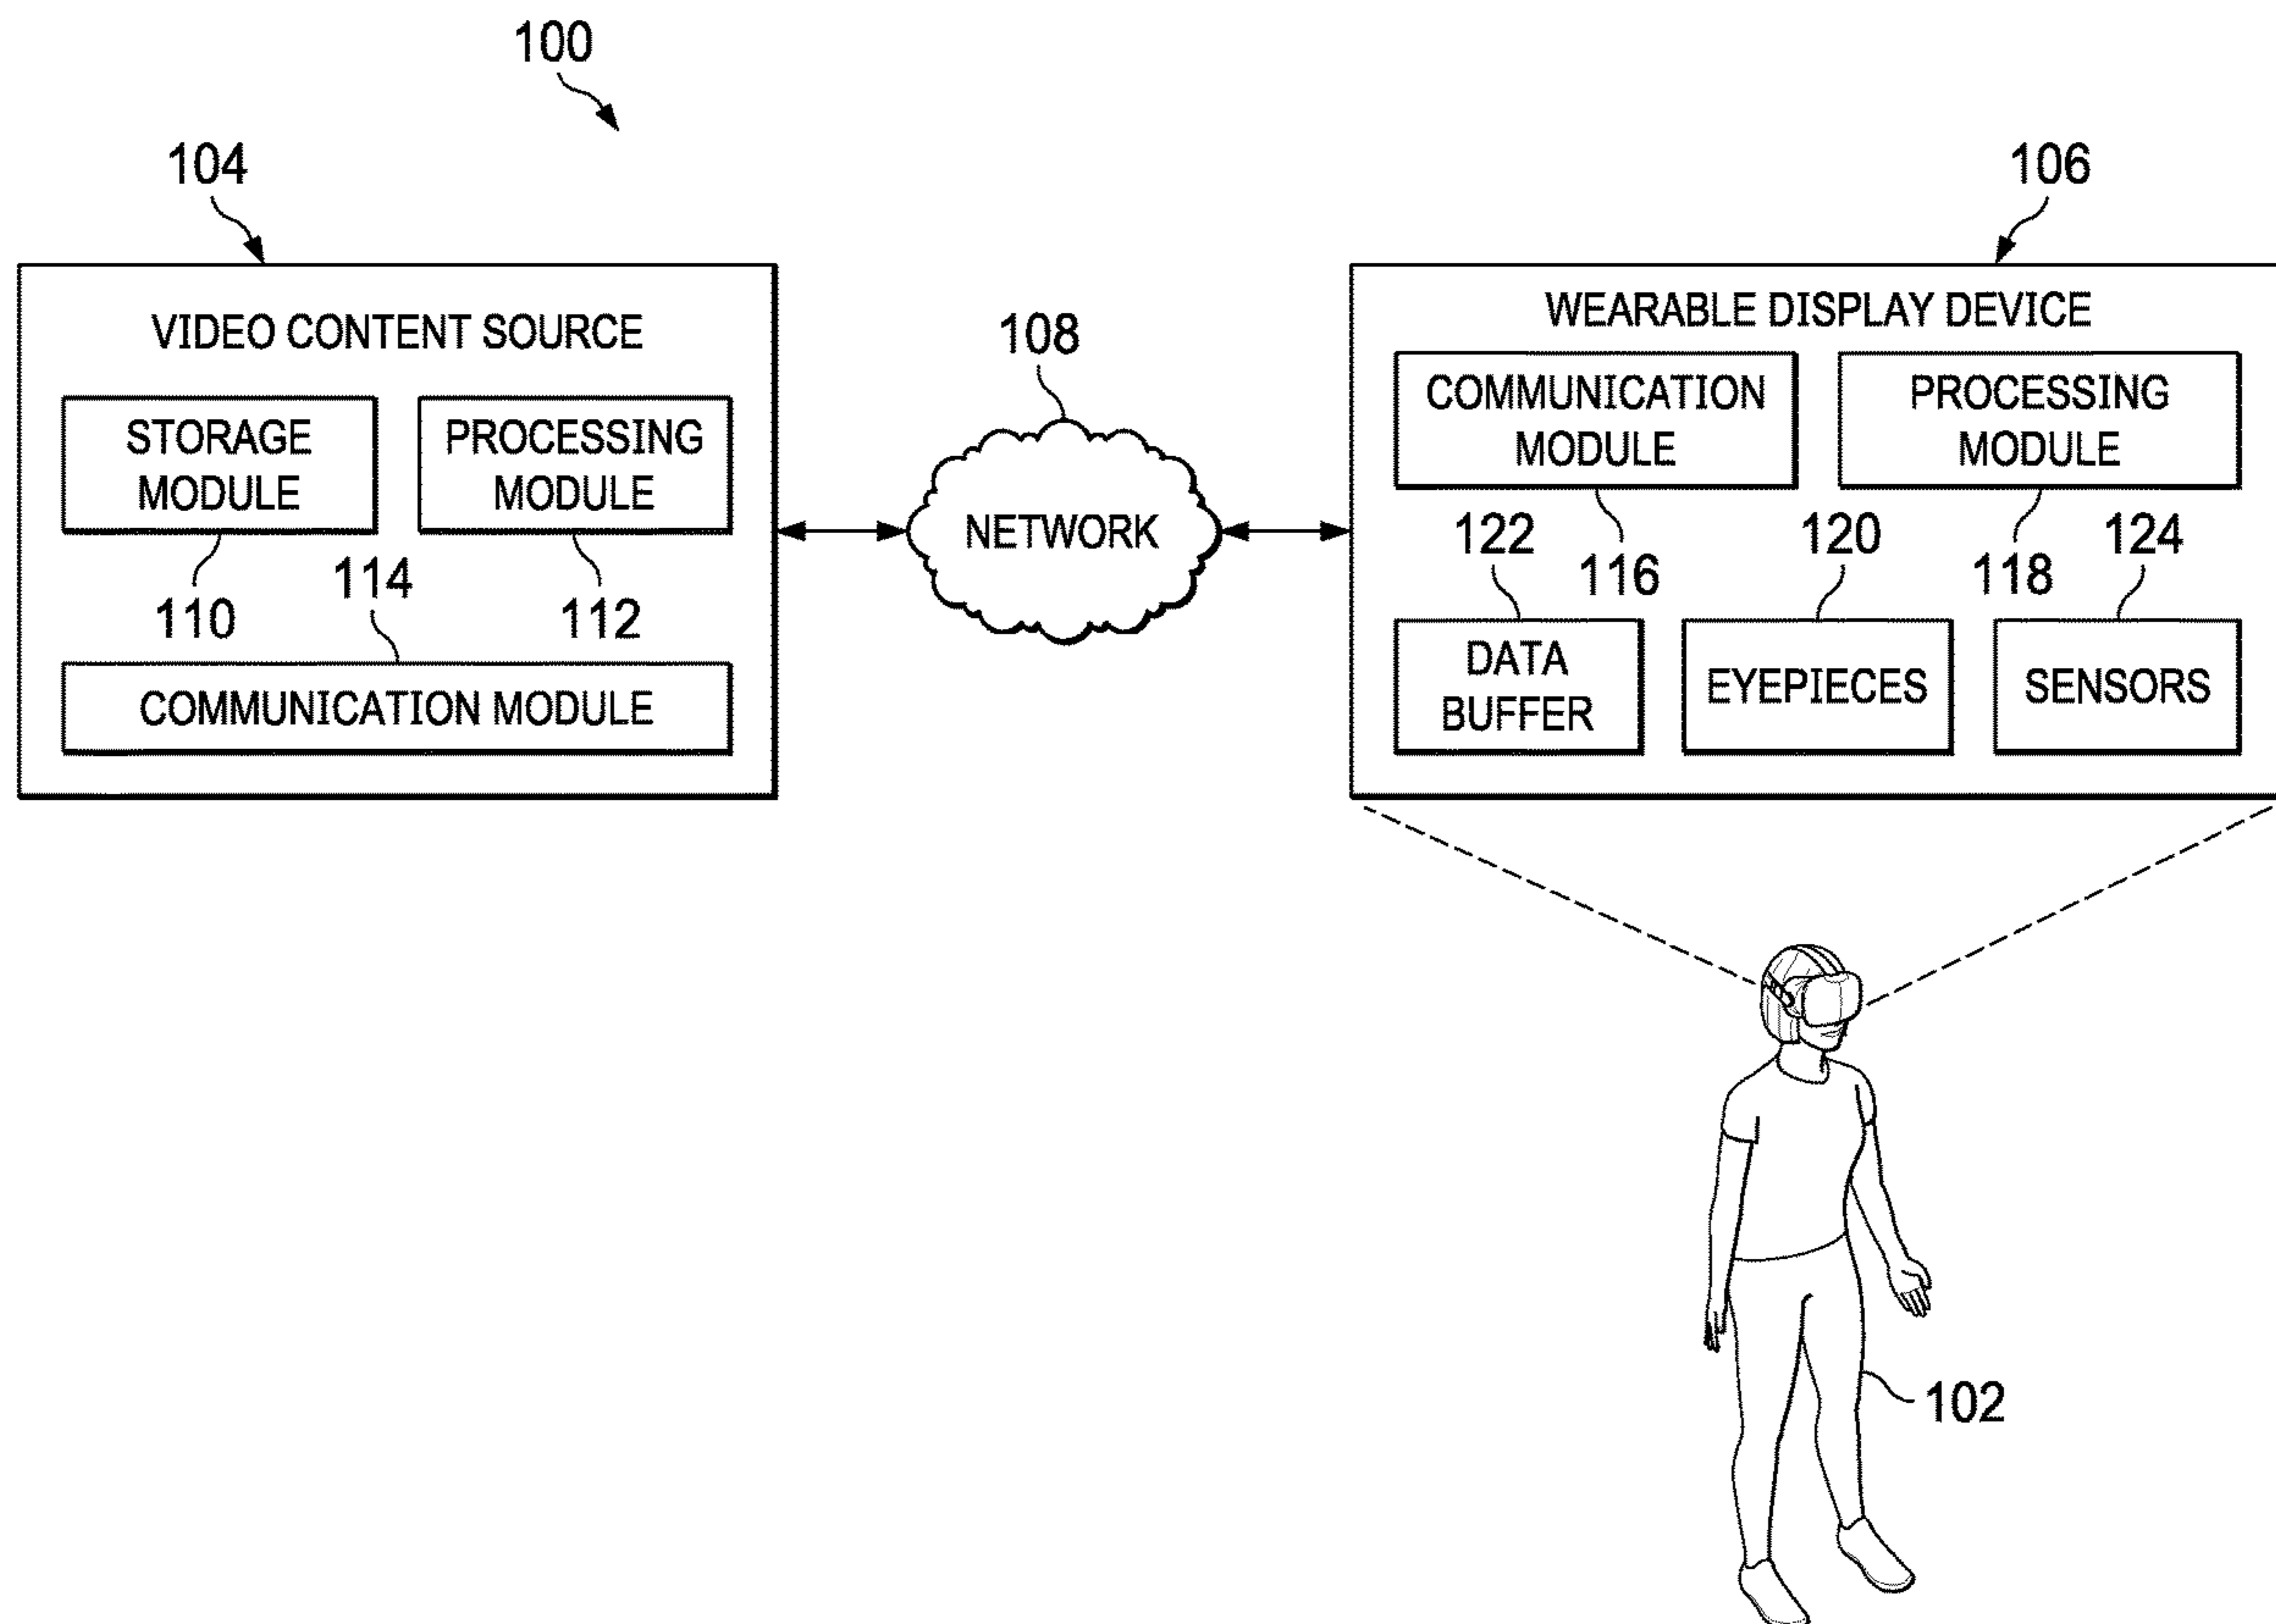 100
104
VIDEO CONTENT SOURCE
STORAGE
MODULE
110
PROCESSING
MODULE
112
114
COMMUNICATION MODULE
108
NETWORK
106
WEARABLE DISPLAY DEVICE
COMMUNICATION
MODULE
116
PROCESSING
MODULE
118
122
DATA
BUFFER
120
EYEPIECES
124
SENSORS
102